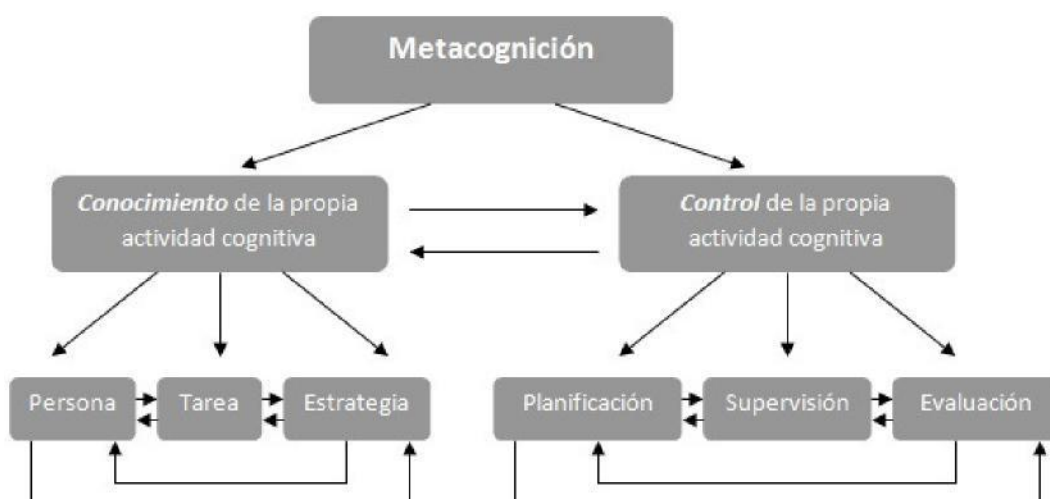 Metacognición
Conocimiento de la propia
actividad cognitiva
Control de la propia
actividad cognitiva
Persona
Tarea
Estrategia
Planificación
Supervisión
Evaluación